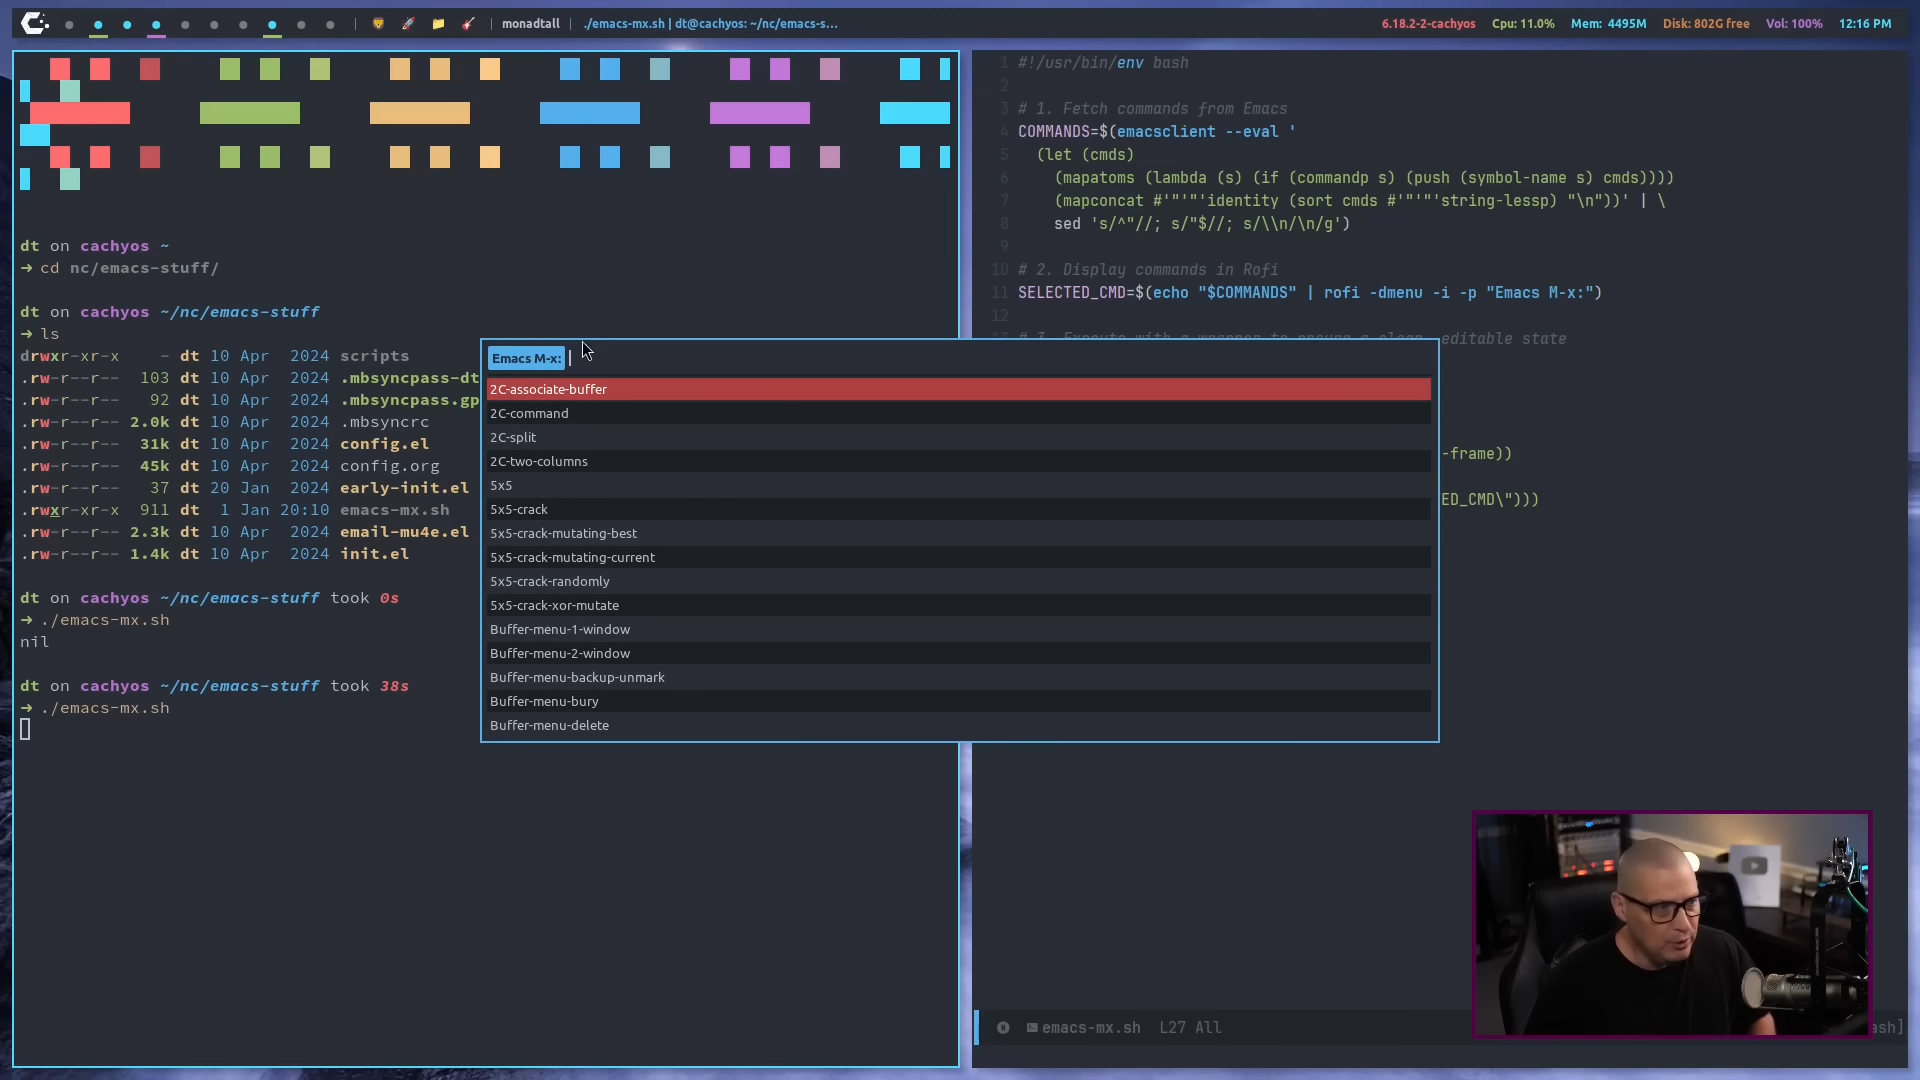 monadtall
./emacs-mx.sh | dt@cachyos: ~/nc/emacs-s...
6.18.2-2-cachyos
Cpu: 11.0%
Mem: 4495M
Disk: 802G free
Vol: 100%
12:16 PM
dt on cachyos ~
➜ cd nc/emacs-stuff/
dt on cachyos ~/nc/emacs-stuff
➜ ls
drwxr-xr-x - dt 10 Apr 2024 scripts
.rw-r--r-- 103 dt 10 Apr 2024 .mbsyncpass-dt
.rw-r--r-- 92 dt 10 Apr 2024 .mbsyncpass.gp
.rw-r--r-- 2.0k dt 10 Apr 2024 .mbsyncrc
.rw-r--r-- 31k dt 10 Apr 2024 config.el
.rw-r--r-- 45k dt 10 Apr 2024 config.org
.rw-r--r-- 37 dt 20 Jan 2024 early-init.el
.rwxr-xr-x 911 dt 1 Jan 20:10 emacs-mx.sh
.rw-r--r-- 2.3k dt 10 Apr 2024 email-mu4e.el
.rw-r--r-- 1.4k dt 10 Apr 2024 init.el
dt on cachyos ~/nc/emacs-stuff took 0s
➜ ./emacs-mx.sh
nil
dt on cachyos ~/nc/emacs-stuff took 38s
➜ ./emacs-mx.sh
1 #!/usr/bin/env bash
2
3 # 1. Fetch commands from Emacs
4 COMMANDS=$(emacsclient --eval '
5 (let (cmds)
6 (mapatoms (lambda (s) (if (commandp s) (push (symbol-name s) cmds))))
7 (mapconcat #'"'"'identity (sort cmds #'"'"'string-lessp) "\n"))' | \
8 sed 's/^"//; s/"$//; s/\\n/\n/g')
9
10 # 2. Display commands in Rofi
11 SELECTED_CMD=$(echo "$COMMANDS" | rofi -dmenu -i -p "Emacs M-x:")
12
editable state
-frame))
ED_CMD\")))
Emacs M-x:
2C-associate-buffer
2C-command
2C-split
2C-two-columns
5x5
5x5-crack
5x5-crack-mutating-best
5x5-crack-mutating-current
5x5-crack-randomly
5x5-crack-xor-mutate
Buffer-menu-1-window
Buffer-menu-2-window
Buffer-menu-backup-unmark
Buffer-menu-bury
Buffer-menu-delete
emacs-mx.sh L27 All
ash]